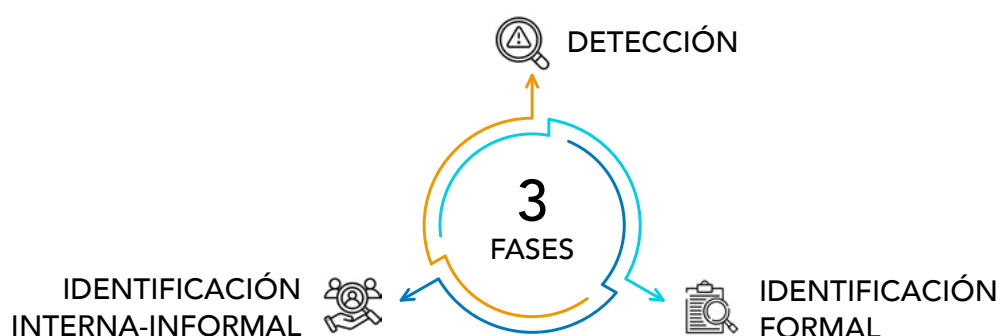 DETECCIÓN
3
FASES
IDENTIFICACIÓN
INTERNA-INFORMAL
IDENTIFICACIÓN
FORMAL